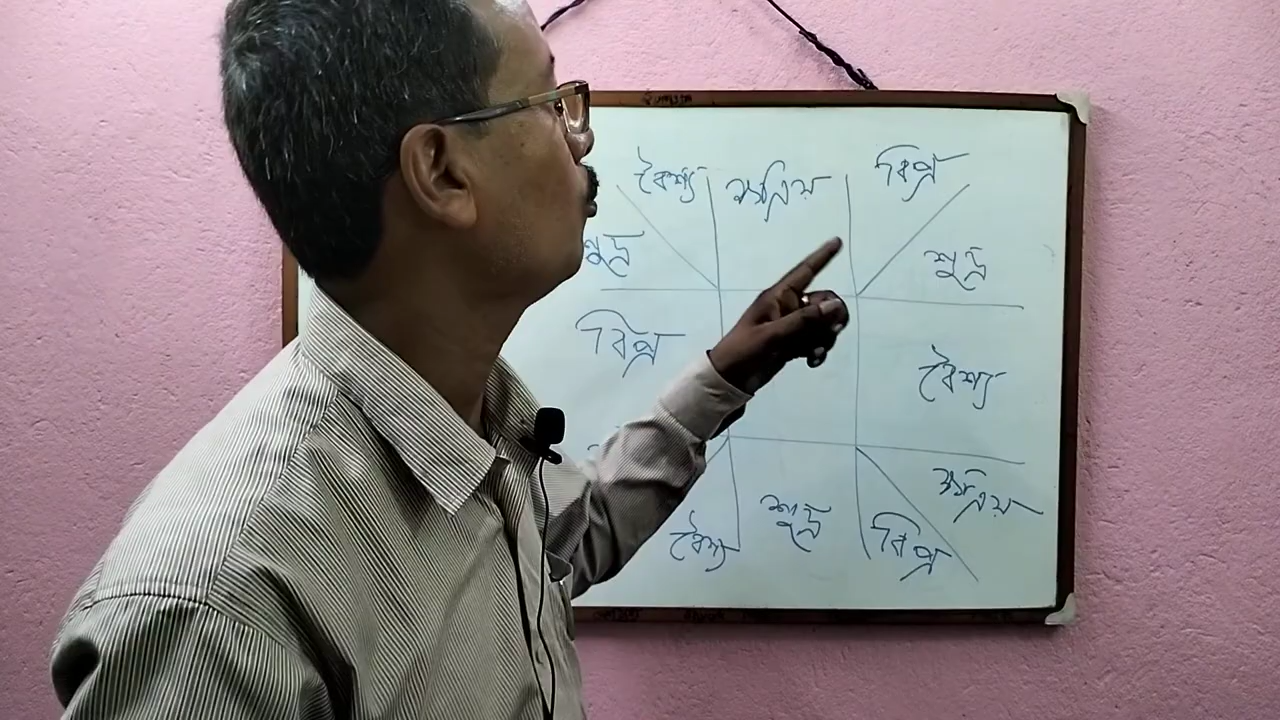 বৈশ্য ক্ষত্রিয় বিপ্র
শুদ্র শুদ্র
বিপ্র বৈশ্য
ক্ষত্রিয়
বৈশ্য শুদ্র বিপ্র